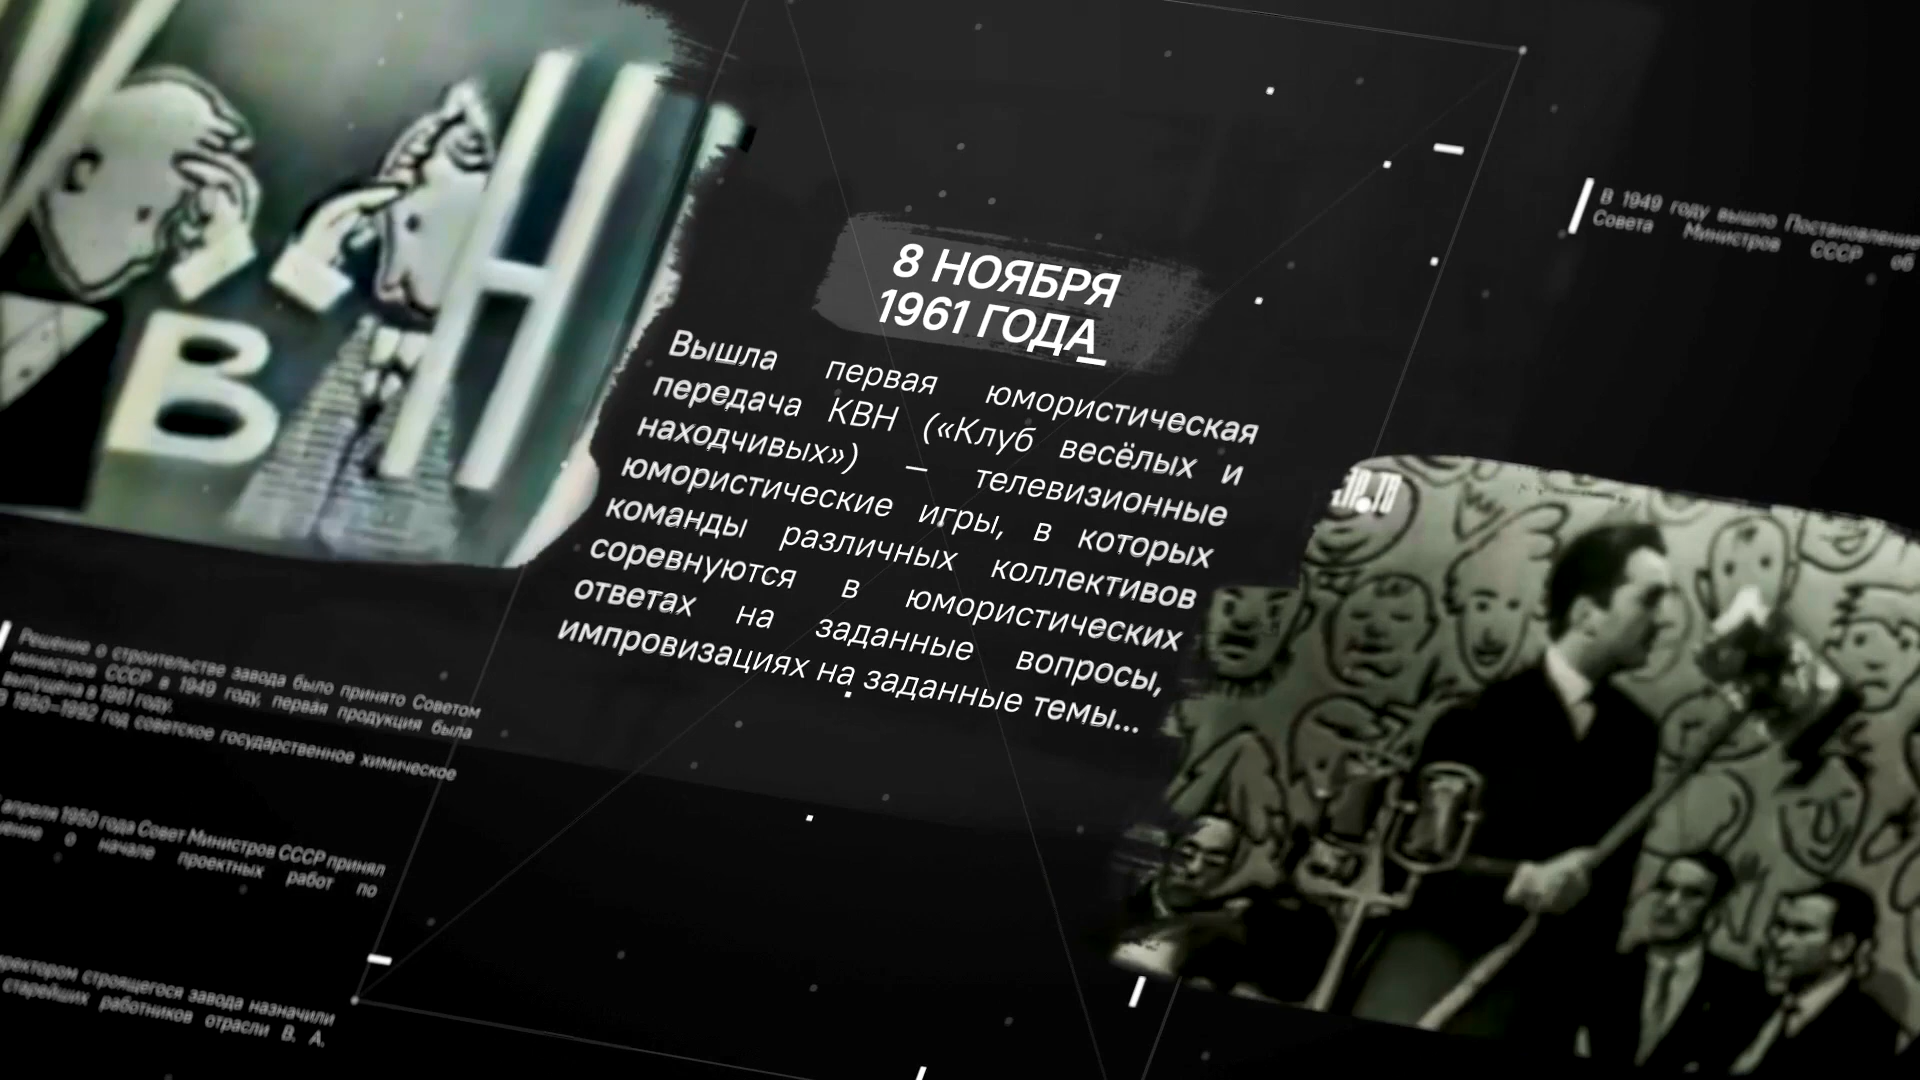 В Н
8 НОЯБРЯ
1961 ГОДА
Вышла первая юмористическая
передача КВН («Клуб весёлых и
находчивых») – телевизионные
юмористические игры, в которых
команды различных коллективов
соревнуются в юмористических
ответах на заданные вопросы,
импровизациях на заданные темы...
В 1949 году вышло Постановление
Совета Министров СССР об
Решение о строительстве завода было принято Советом
министров СССР в 1949 году, первая продукция была
выпущена в 1961 году.
В 1950–1992 год советское государственное химическое
апреля 1950 года Совет Министров СССР принял
о начале проектных работ по
строящегося завода назначили
старейших работников отрасли В. А.